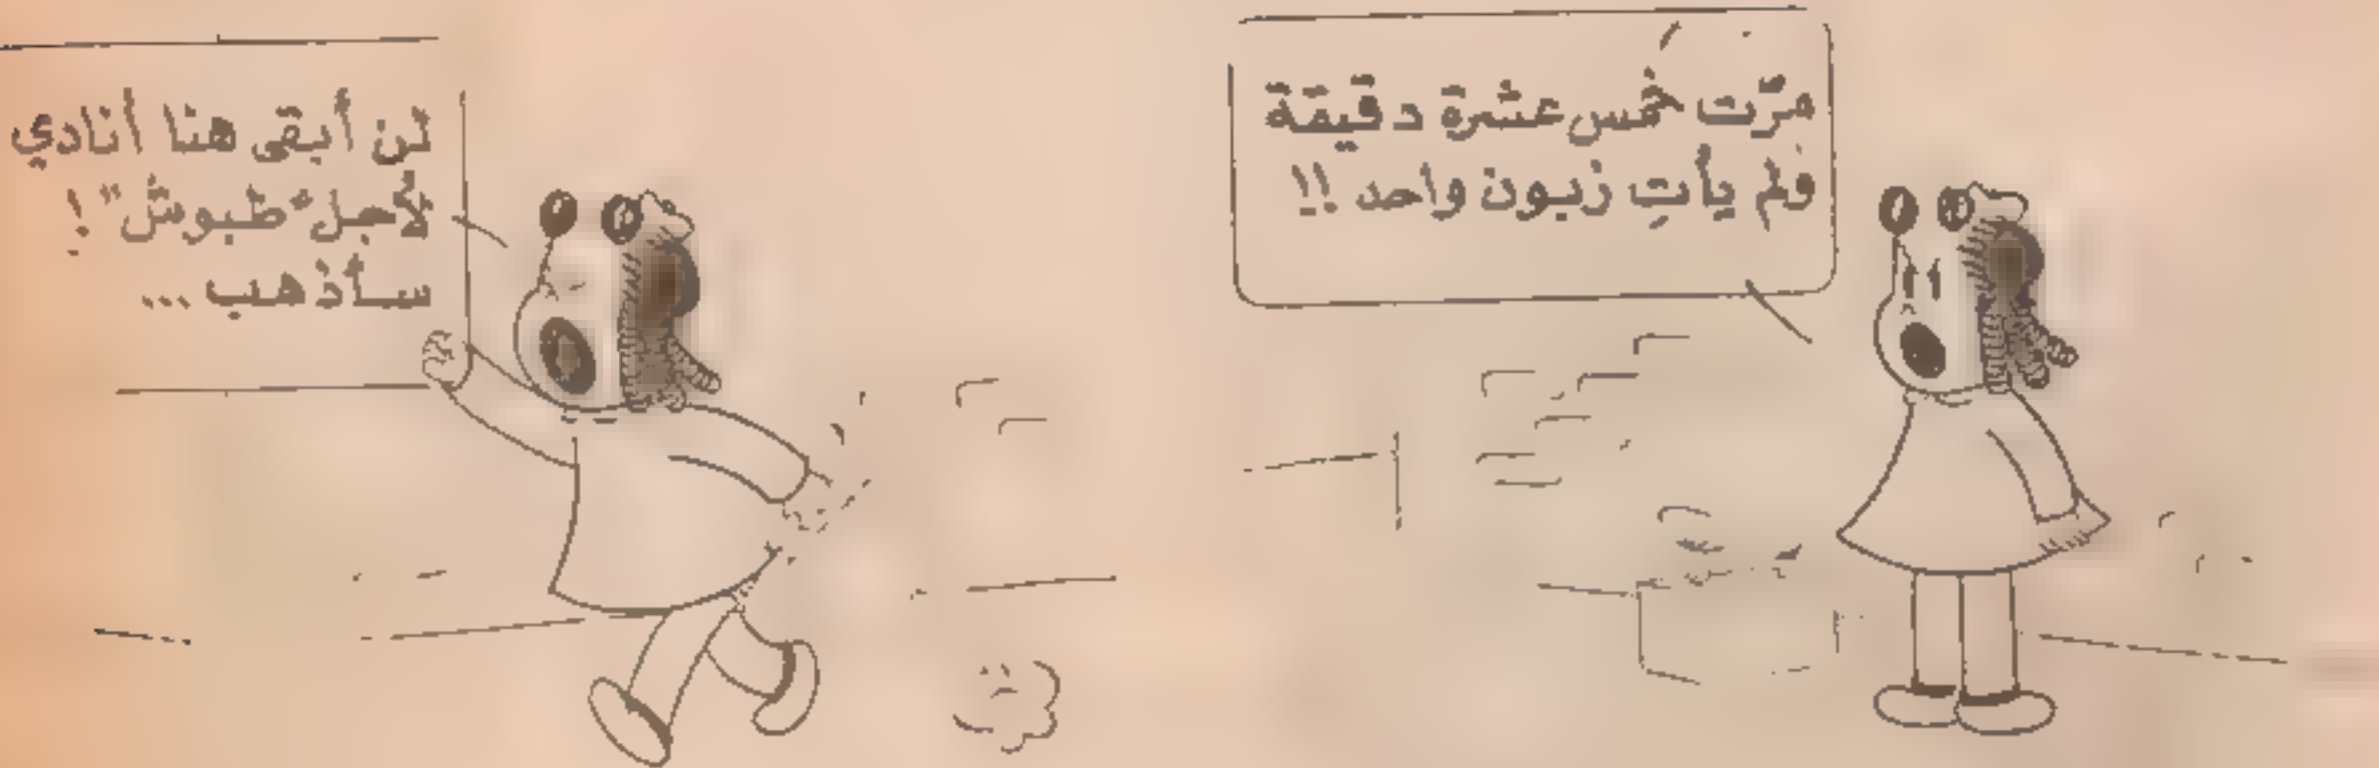 مرّت خمس عشرة دقيقة
ولم يأتِ زبون واحد !!
لن أبقى هنا أنادي
لأجل "طبوش" !
سأذهب ...